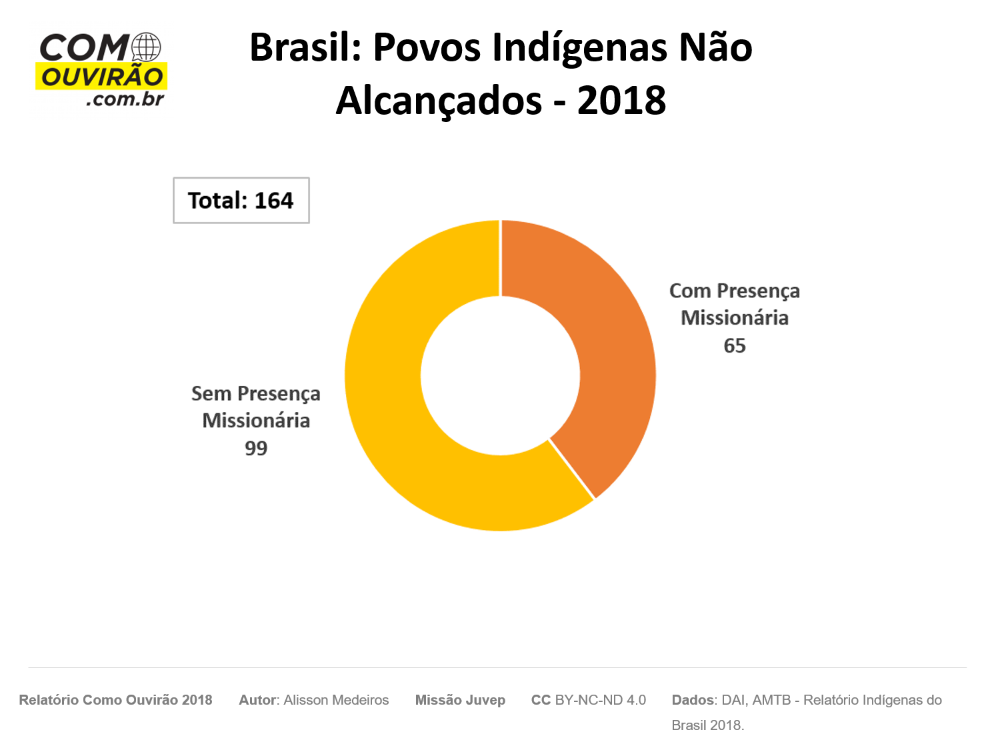 COMO
OUVIRÃO
.com.br
Brasil: Povos Indígenas Não
Alcançados - 2018
Total: 164
Com Presença
Missionária
65
Sem Presença
Missionária
99
Relatório Como Ouvirão 2018 Autor: Alisson Medeiros Missão Juvep CC BY-NC-ND 4.0 Dados: DAI, AMTB - Relatório Indígenas do
Brasil 2018.